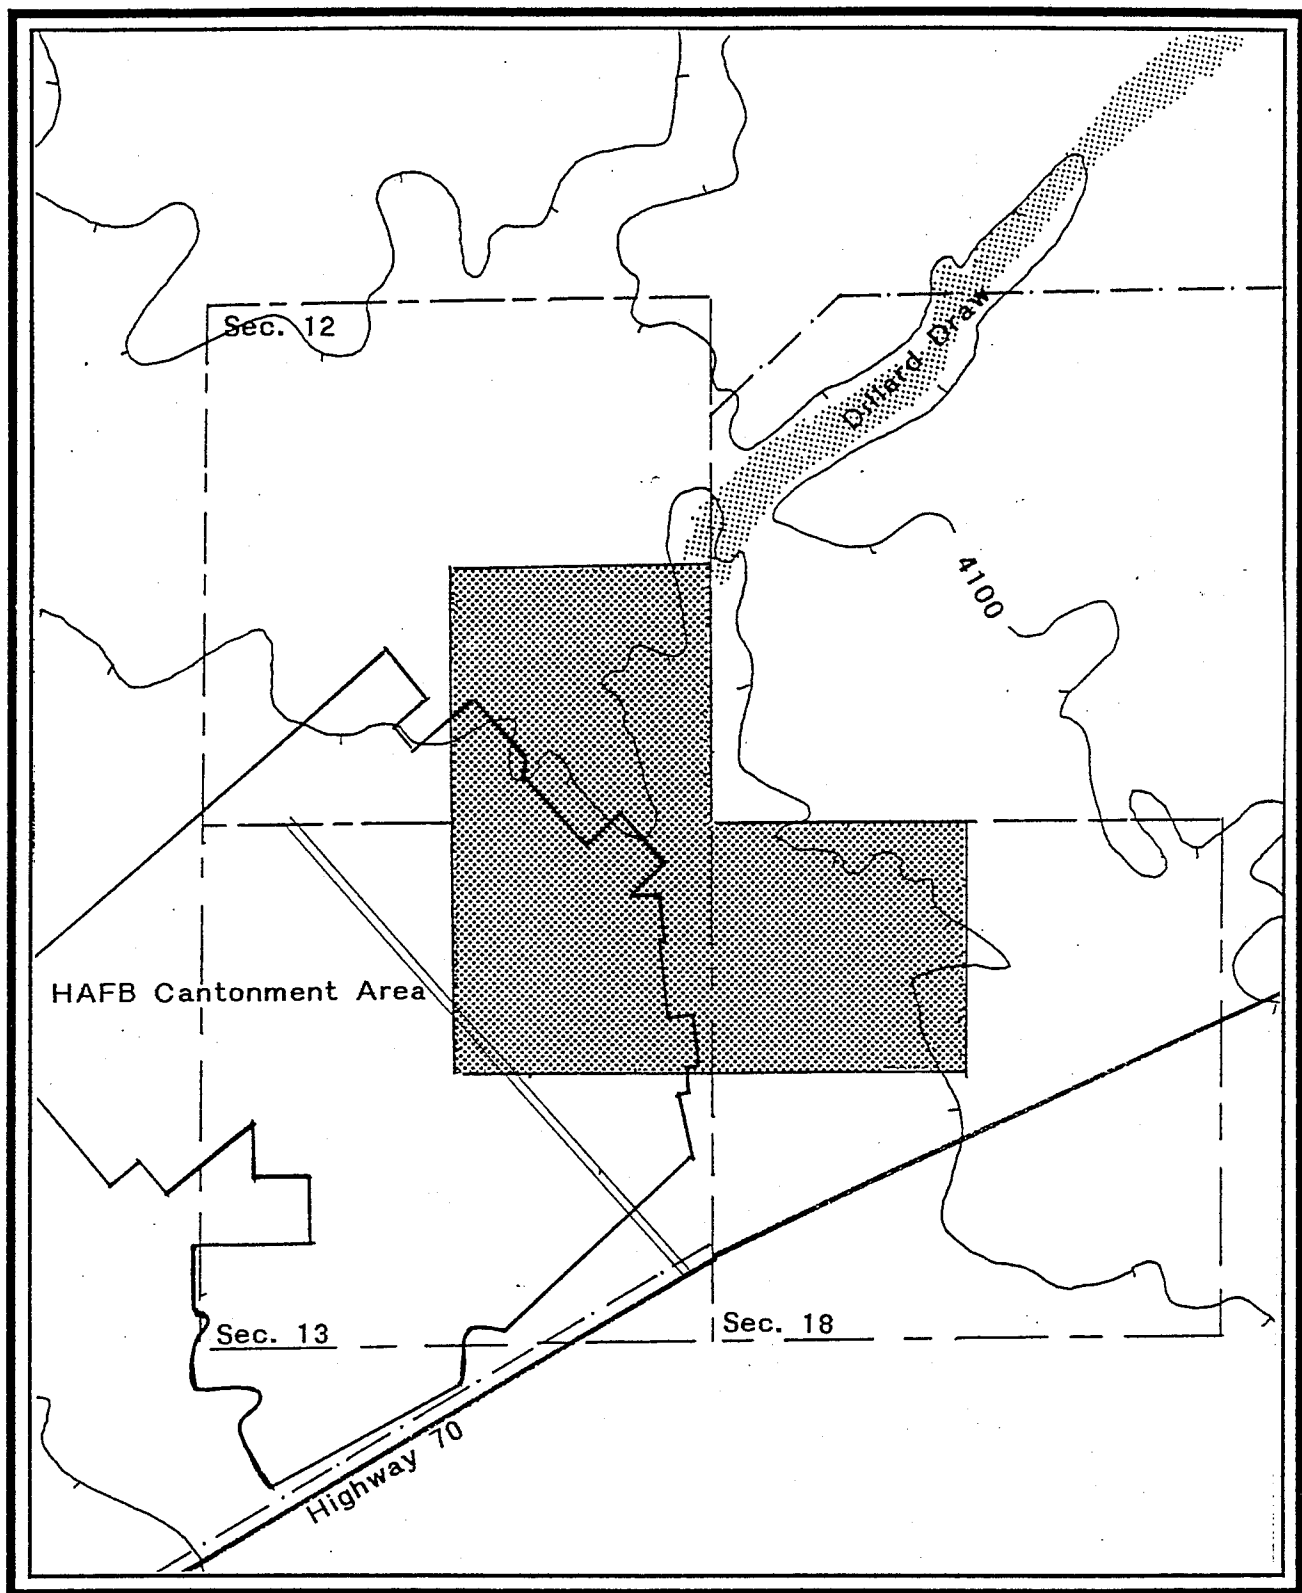 Sec. 12
Dillard Draw
4100
HAFB Cantonment Area
Sec. 13
Sec. 18
Highway 70